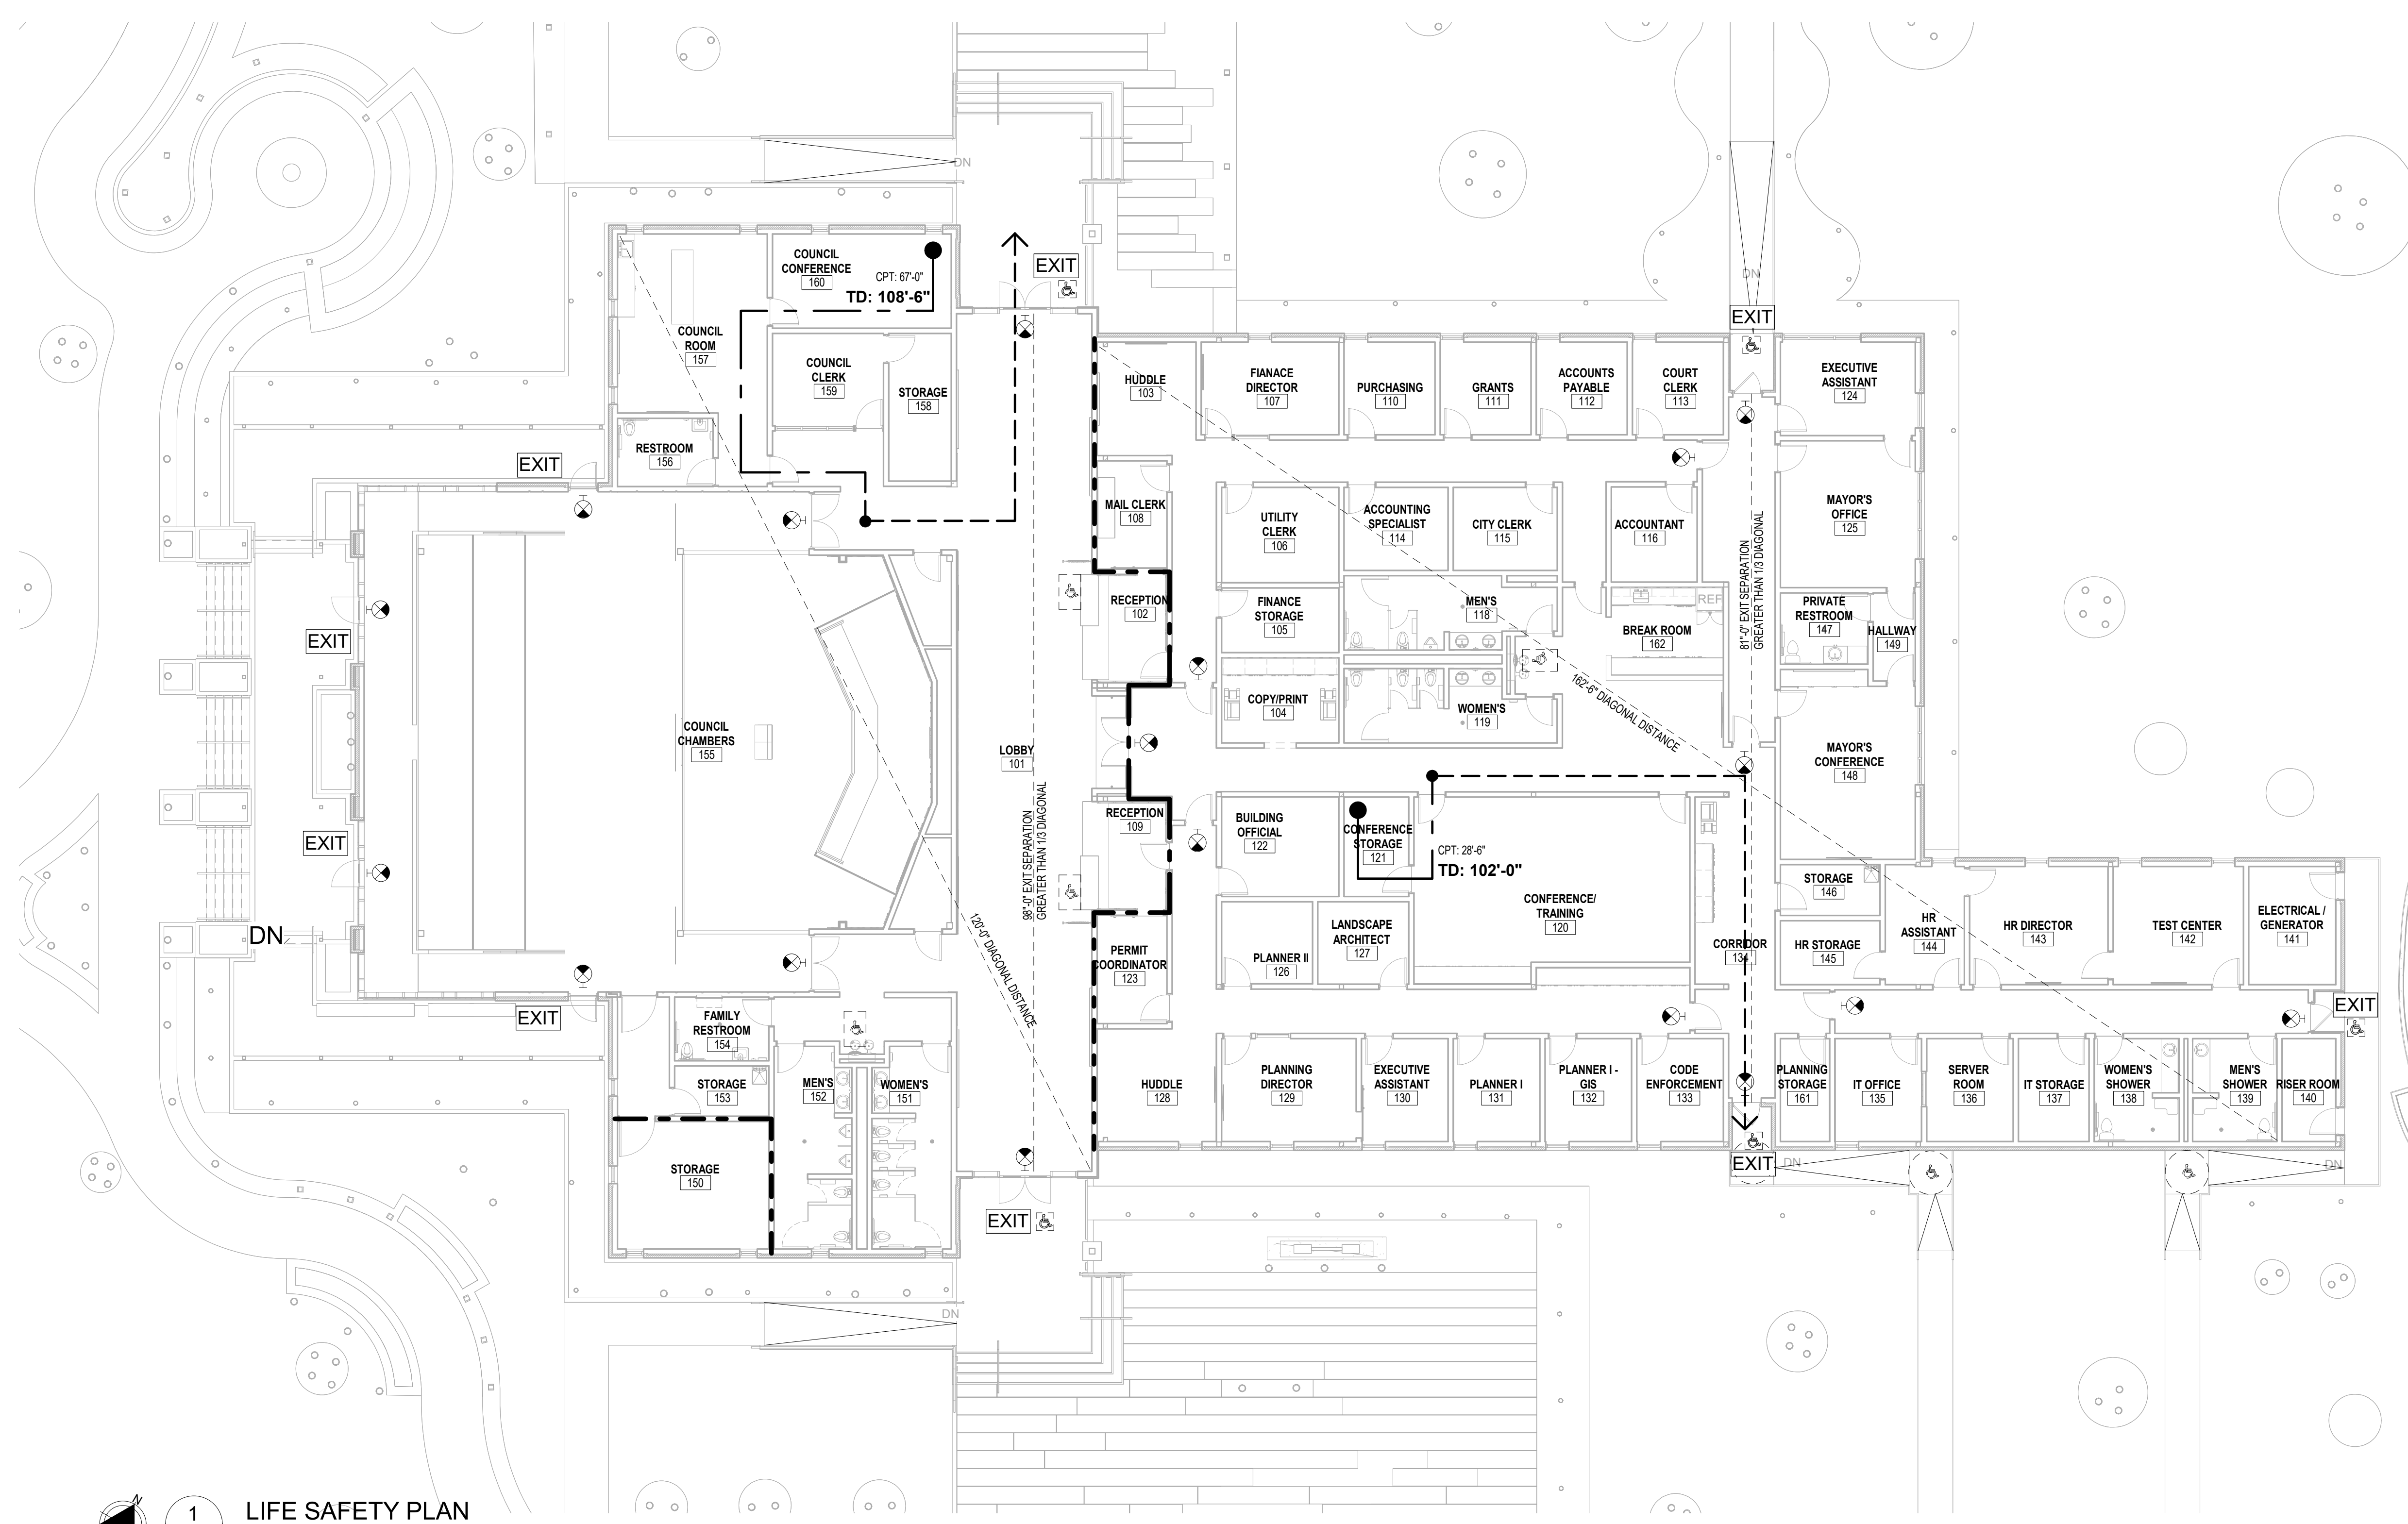 DN
EXIT
COUNCIL
CONFERENCE
160
CPT: 67'-0"
TD: 108'-6"
COUNCIL
ROOM
157
COUNCIL
CLERK
159
STORAGE
158
RESTROOM
156
EXIT
DN
EXIT
HUDDLE
103
FIANACE
DIRECTOR
107
PURCHASING
110
GRANTS
111
ACCOUNTS
PAYABLE
112
COURT
CLERK
113
EXECUTIVE
ASSISTANT
124
MAIL CLERK
108
UTILITY
CLERK
106
ACCOUNTING
SPECIALIST
114
CITY CLERK
115
ACCOUNTANT
116
MAYOR'S
OFFICE
125
81'-0" EXIT SEPARATION
GREATER THAN 1/3 DIAGONAL
RECEPTION
102
FINANCE
STORAGE
105
MEN'S
118
REF
BREAK ROOM
162
PRIVATE
RESTROOM
147
HALLWAY
149
EXIT
EXIT
COPY/PRINT
104
WOMEN'S
119
162'-6" DIAGONAL DISTANCE
COUNCIL
CHAMBERS
155
LOBBY
101
MAYOR'S
CONFERENCE
148
98'-0" EXIT SEPARATION
GREATER THAN 1/3 DIAGONAL
RECEPTION
109
BUILDING
OFFICIAL
122
CONFERENCE
STORAGE
121
CPT: 28'-6"
TD: 102'-0"
CONFERENCE/
TRAINING
120
STORAGE
146
DN
120'-0" DIAGONAL DISTANCE
PERMIT
COORDINATOR
123
PLANNER II
126
LANDSCAPE
ARCHITECT
127
CORRIDOR
134
HR STORAGE
145
HR
ASSISTANT
144
HR DIRECTOR
143
TEST CENTER
142
ELECTRICAL /
GENERATOR
141
EXIT
EXIT
FAMILY
RESTROOM
154
STORAGE
153
MEN'S
152
WOMEN'S
151
HUDDLE
128
PLANNING
DIRECTOR
129
EXECUTIVE
ASSISTANT
130
PLANNER I
131
PLANNER I -
GIS
132
CODE
ENFORCEMENT
133
PLANNING
STORAGE
161
IT OFFICE
135
SERVER
ROOM
136
IT STORAGE
137
WOMEN'S
SHOWER
138
MEN'S
SHOWER
139
RISER ROOM
140
STORAGE
150
EXIT
DN
DN
EXIT
DN
N
1
LIFE SAFETY PLAN